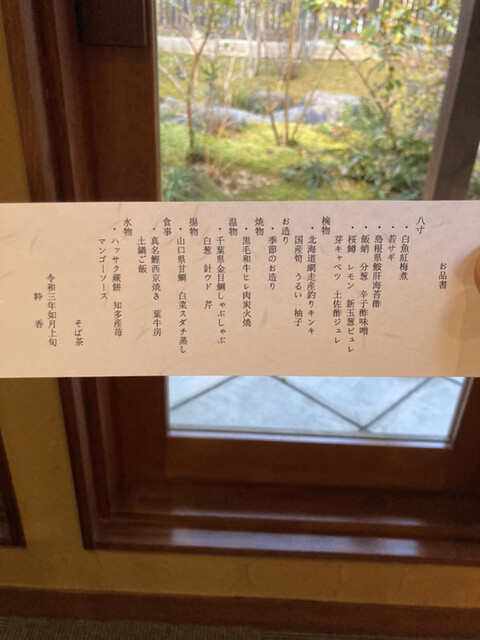 お品書
八寸
・白魚紅梅煮
・若サギ
・島根県鮟肝海苔酢
・飯蛸 分葱 辛子酢味噌
・桜鱒 レモン 新玉葱ピュレ
芽キャベツ 土佐酢ジュレ
椀物
・北海道網走産釣りキンキ
国産筍 うるい 柚子
お造り
・季節のお造り
焼物
・黒毛和牛ヒレ肉炭火焼
温物
・千葉県金目鯛しゃぶしゃぶ
白葱 針ウド 芹
揚物
・山口県甘鯛 白菜スダチ蒸し
食事
・真名鰹西京焼き 葉牛房
土鍋ご飯
水物
・ハッサク蕨餅 知多産苺
マンゴーソース
そば茶
令和三年如月上旬
粋香